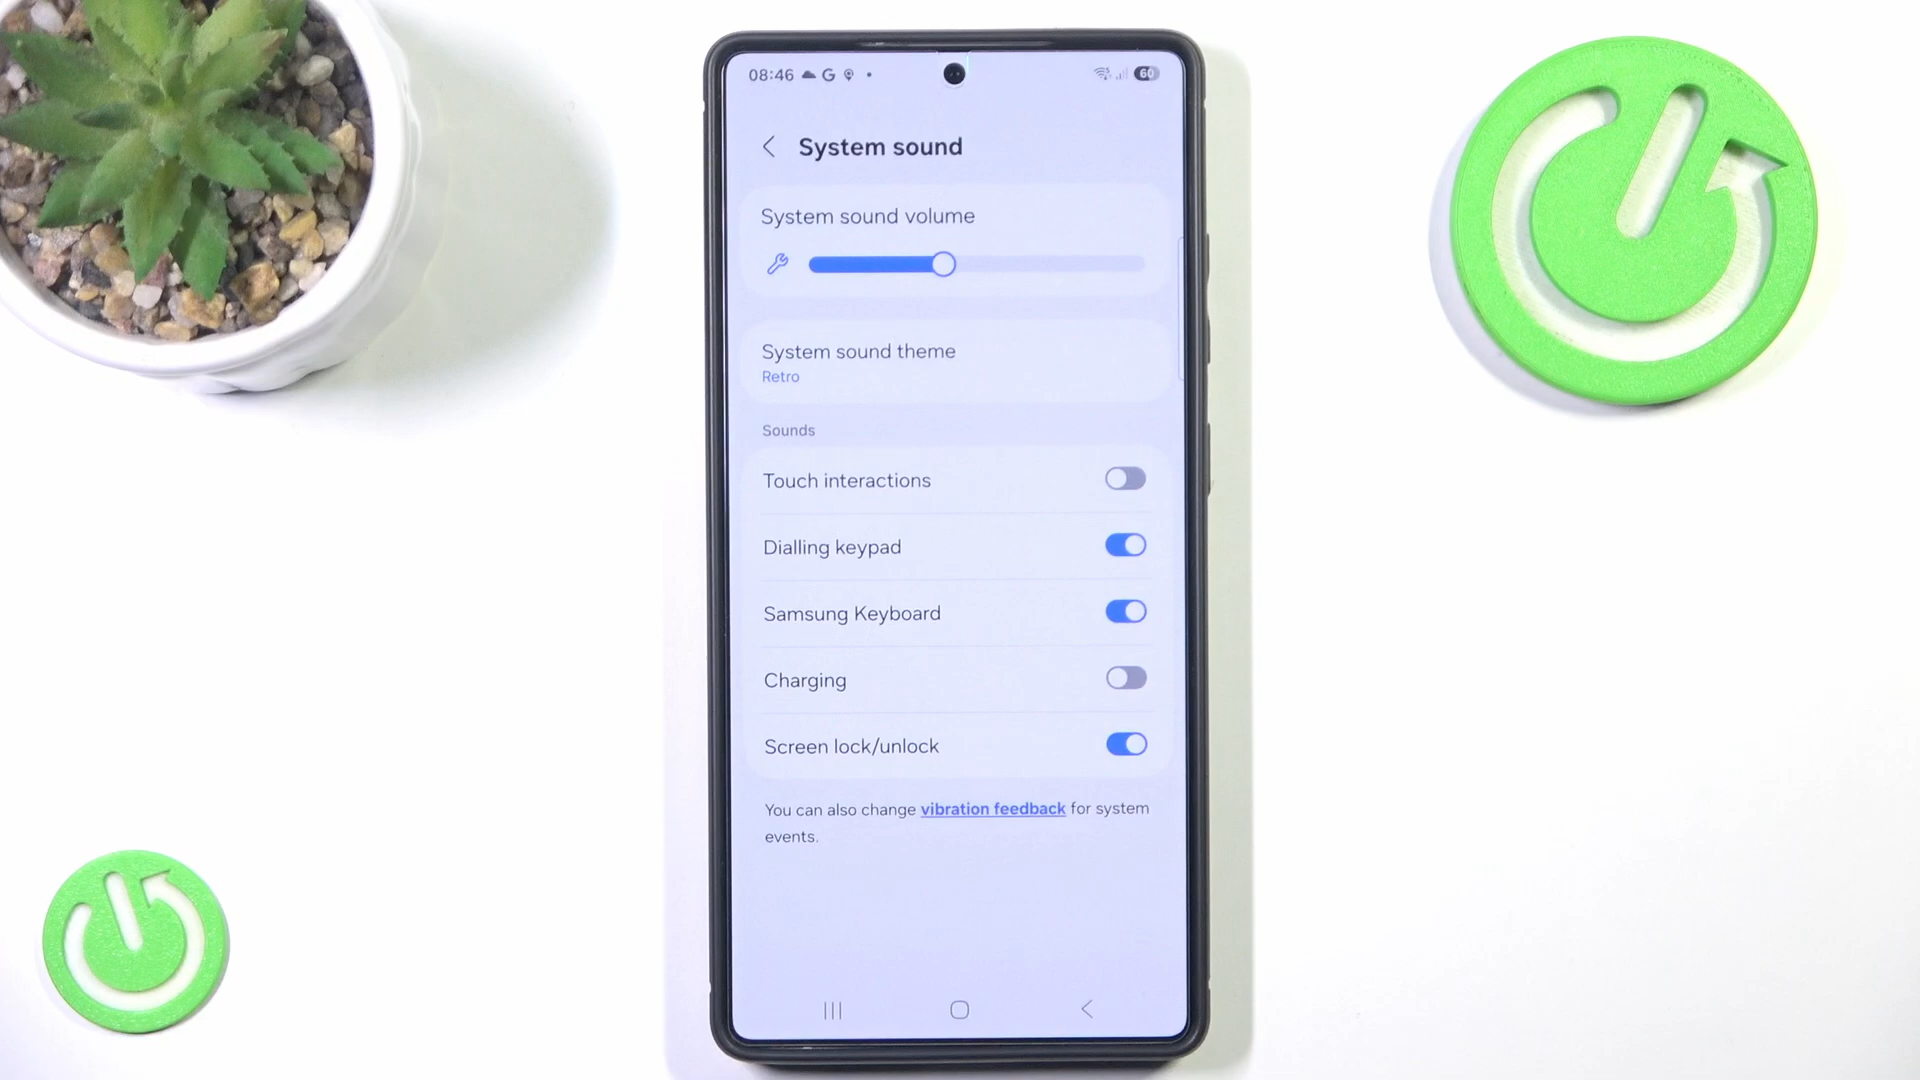 08:46 G 60
System sound
System sound volume
System sound theme
Retro
Sounds
Touch interactions
Dialling keypad
Samsung Keyboard
Charging
Screen lock/unlock
You can also change vibration feedback for system
events.